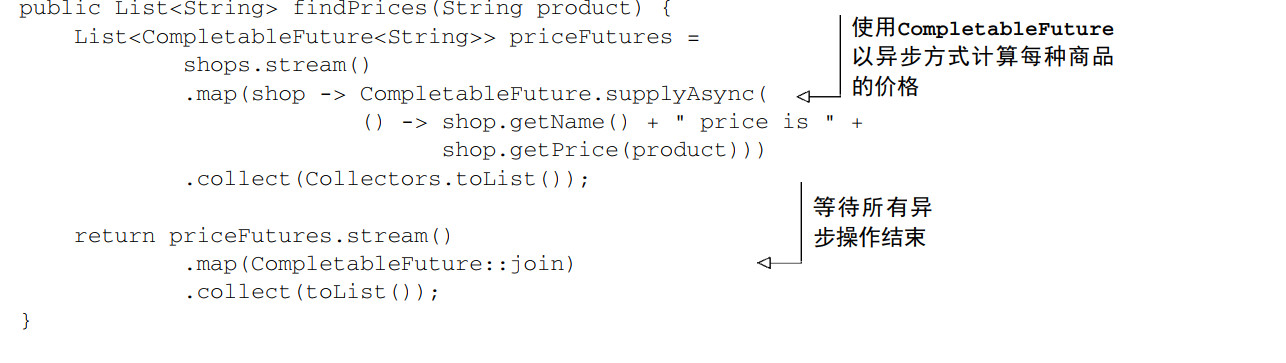 public List<String> findPrices(String product) {
List<CompletableFuture<String>> priceFutures =
shops.stream()
.map(shop -> CompletableFuture.supplyAsync(
() -> shop.getName() + " price is " +
shop.getPrice(product)))
.collect(Collectors.toList());
使用CompletableFuture
以异步方式计算每种商品
的价格
return priceFutures.stream()
.map(CompletableFuture::join)
.collect(toList());
}
等待所有异
步操作结束